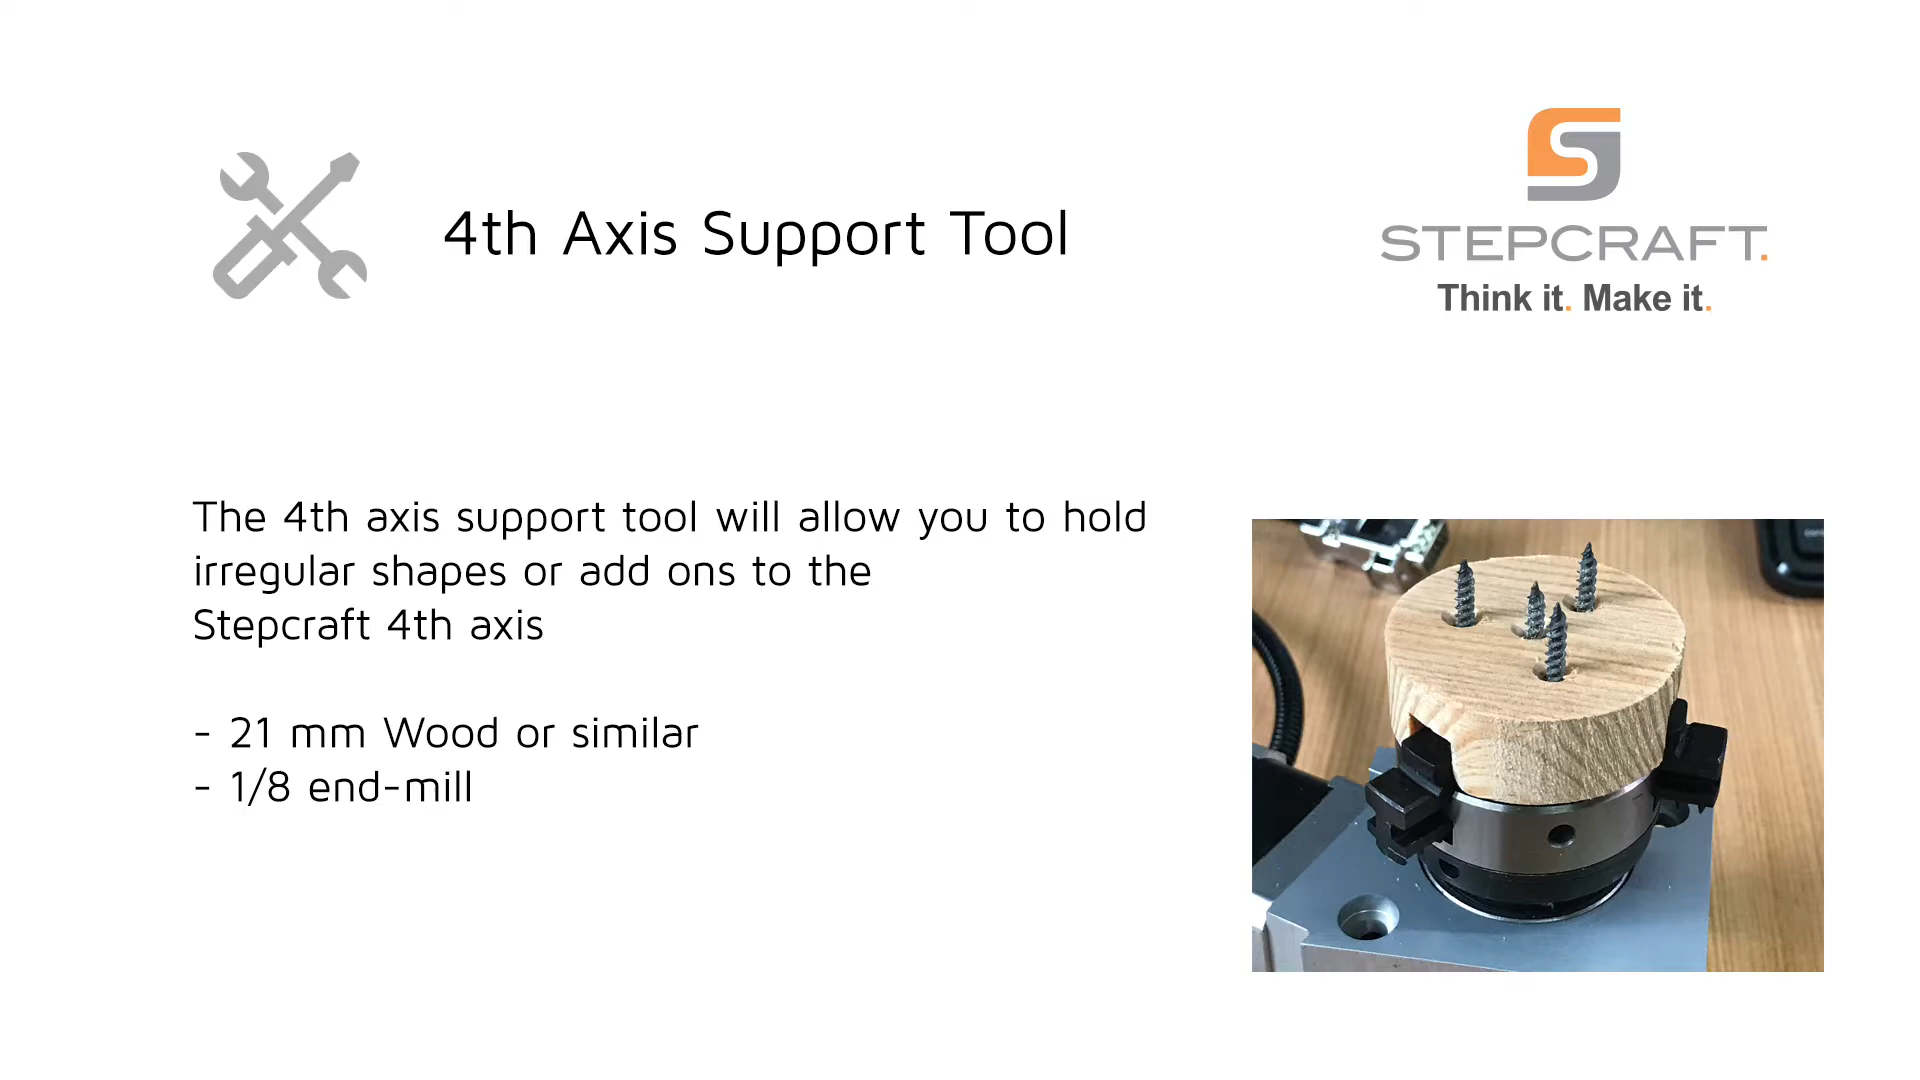 4th Axis Support Tool
STEPCRAFT.
Think it. Make it.
The 4th axis support tool will allow you to hold
irregular shapes or add ons to the
Stepcraft 4th axis
- 21 mm Wood or similar
- 1/8 end-mill